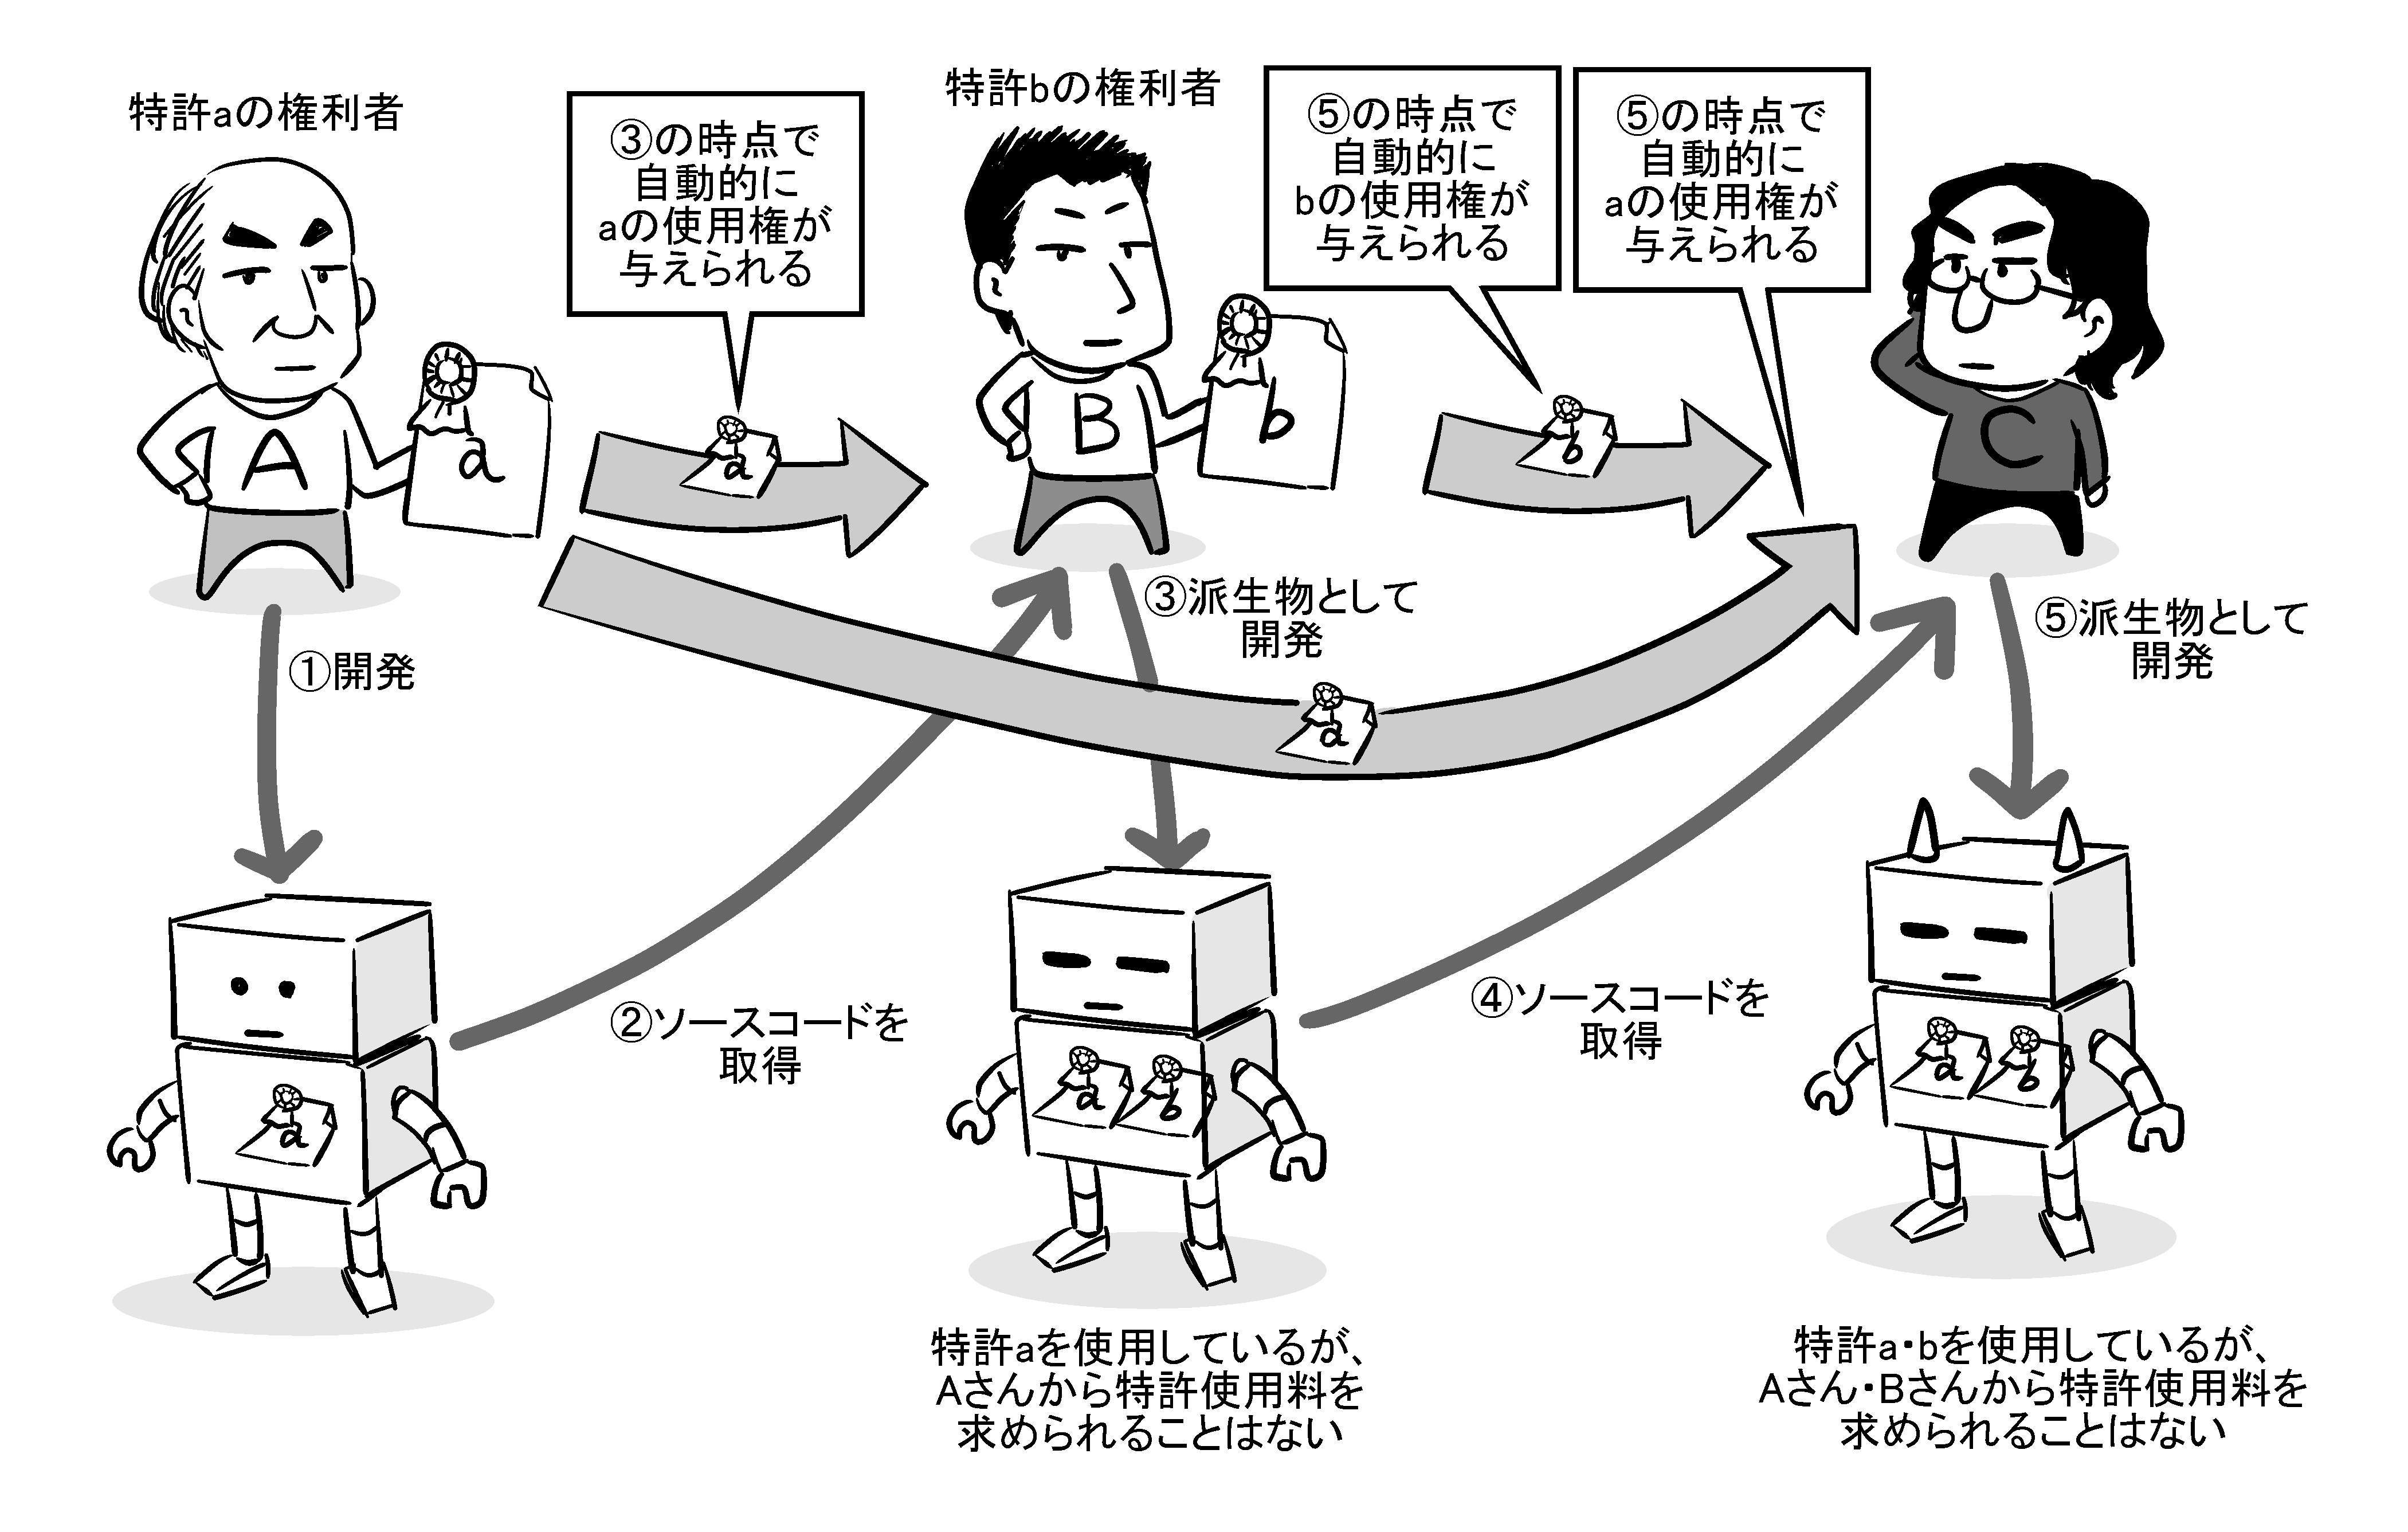 特許aの権利者
③の時点で
自動的に
aの使用権が
与えられる
特許bの権利者
⑤の時点で
自動的に
bの使用権が
与えられる
⑤の時点で
自動的に
aの使用権が
与えられる
A
a
a
B
b
b
C
①開発
③派生物として
開発
⑤派生物として
開発
a
②ソースコードを
取得
④ソースコードを
取得
a
a b
a b
特許aを使用しているが、
Aさんから特許使用料を
求められることはない
特許a・bを使用しているが、
Aさん・Bさんから特許使用料を
求められることはない